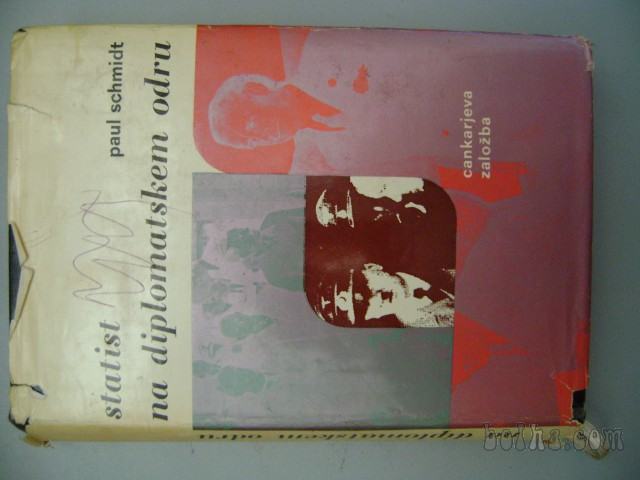 paul schmidt
statist
na diplomatskem odru
cankarjeva
založba
diplomatskem odru
bolha.com